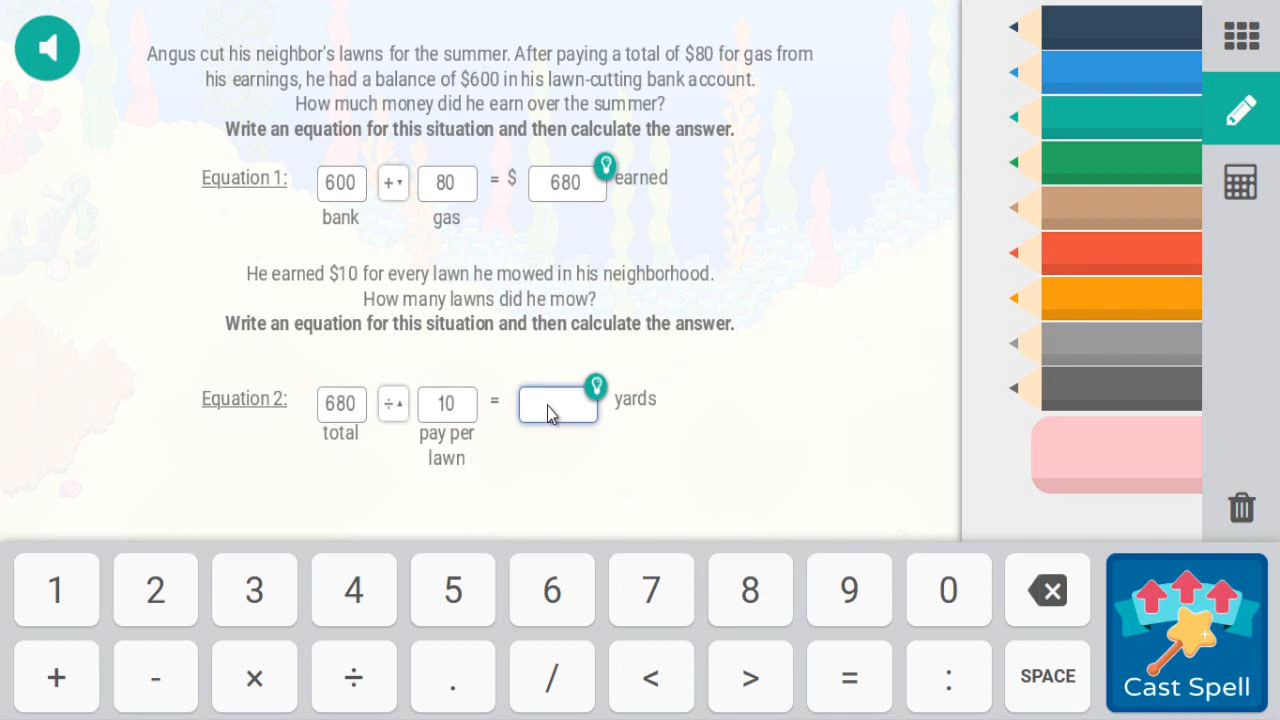 Angus cut his neighbor's lawns for the summer. After paying a total of $80 for gas from
his earnings, he had a balance of $600 in his lawn-cutting bank account.
How much money did he earn over the summer?
Write an equation for this situation and then calculate the answer.
Equation 1: 600 + 80 = $ 680 earned
bank gas
He earned $10 for every lawn he mowed in his neighborhood.
How many lawns did he mow?
Write an equation for this situation and then calculate the answer.
Equation 2: 680 ÷ 10 = yards
total pay per
lawn
1 2 3 4 5 6 7 8 9 0
+ - × ÷ . / < > = : SPACE
Cast Spell